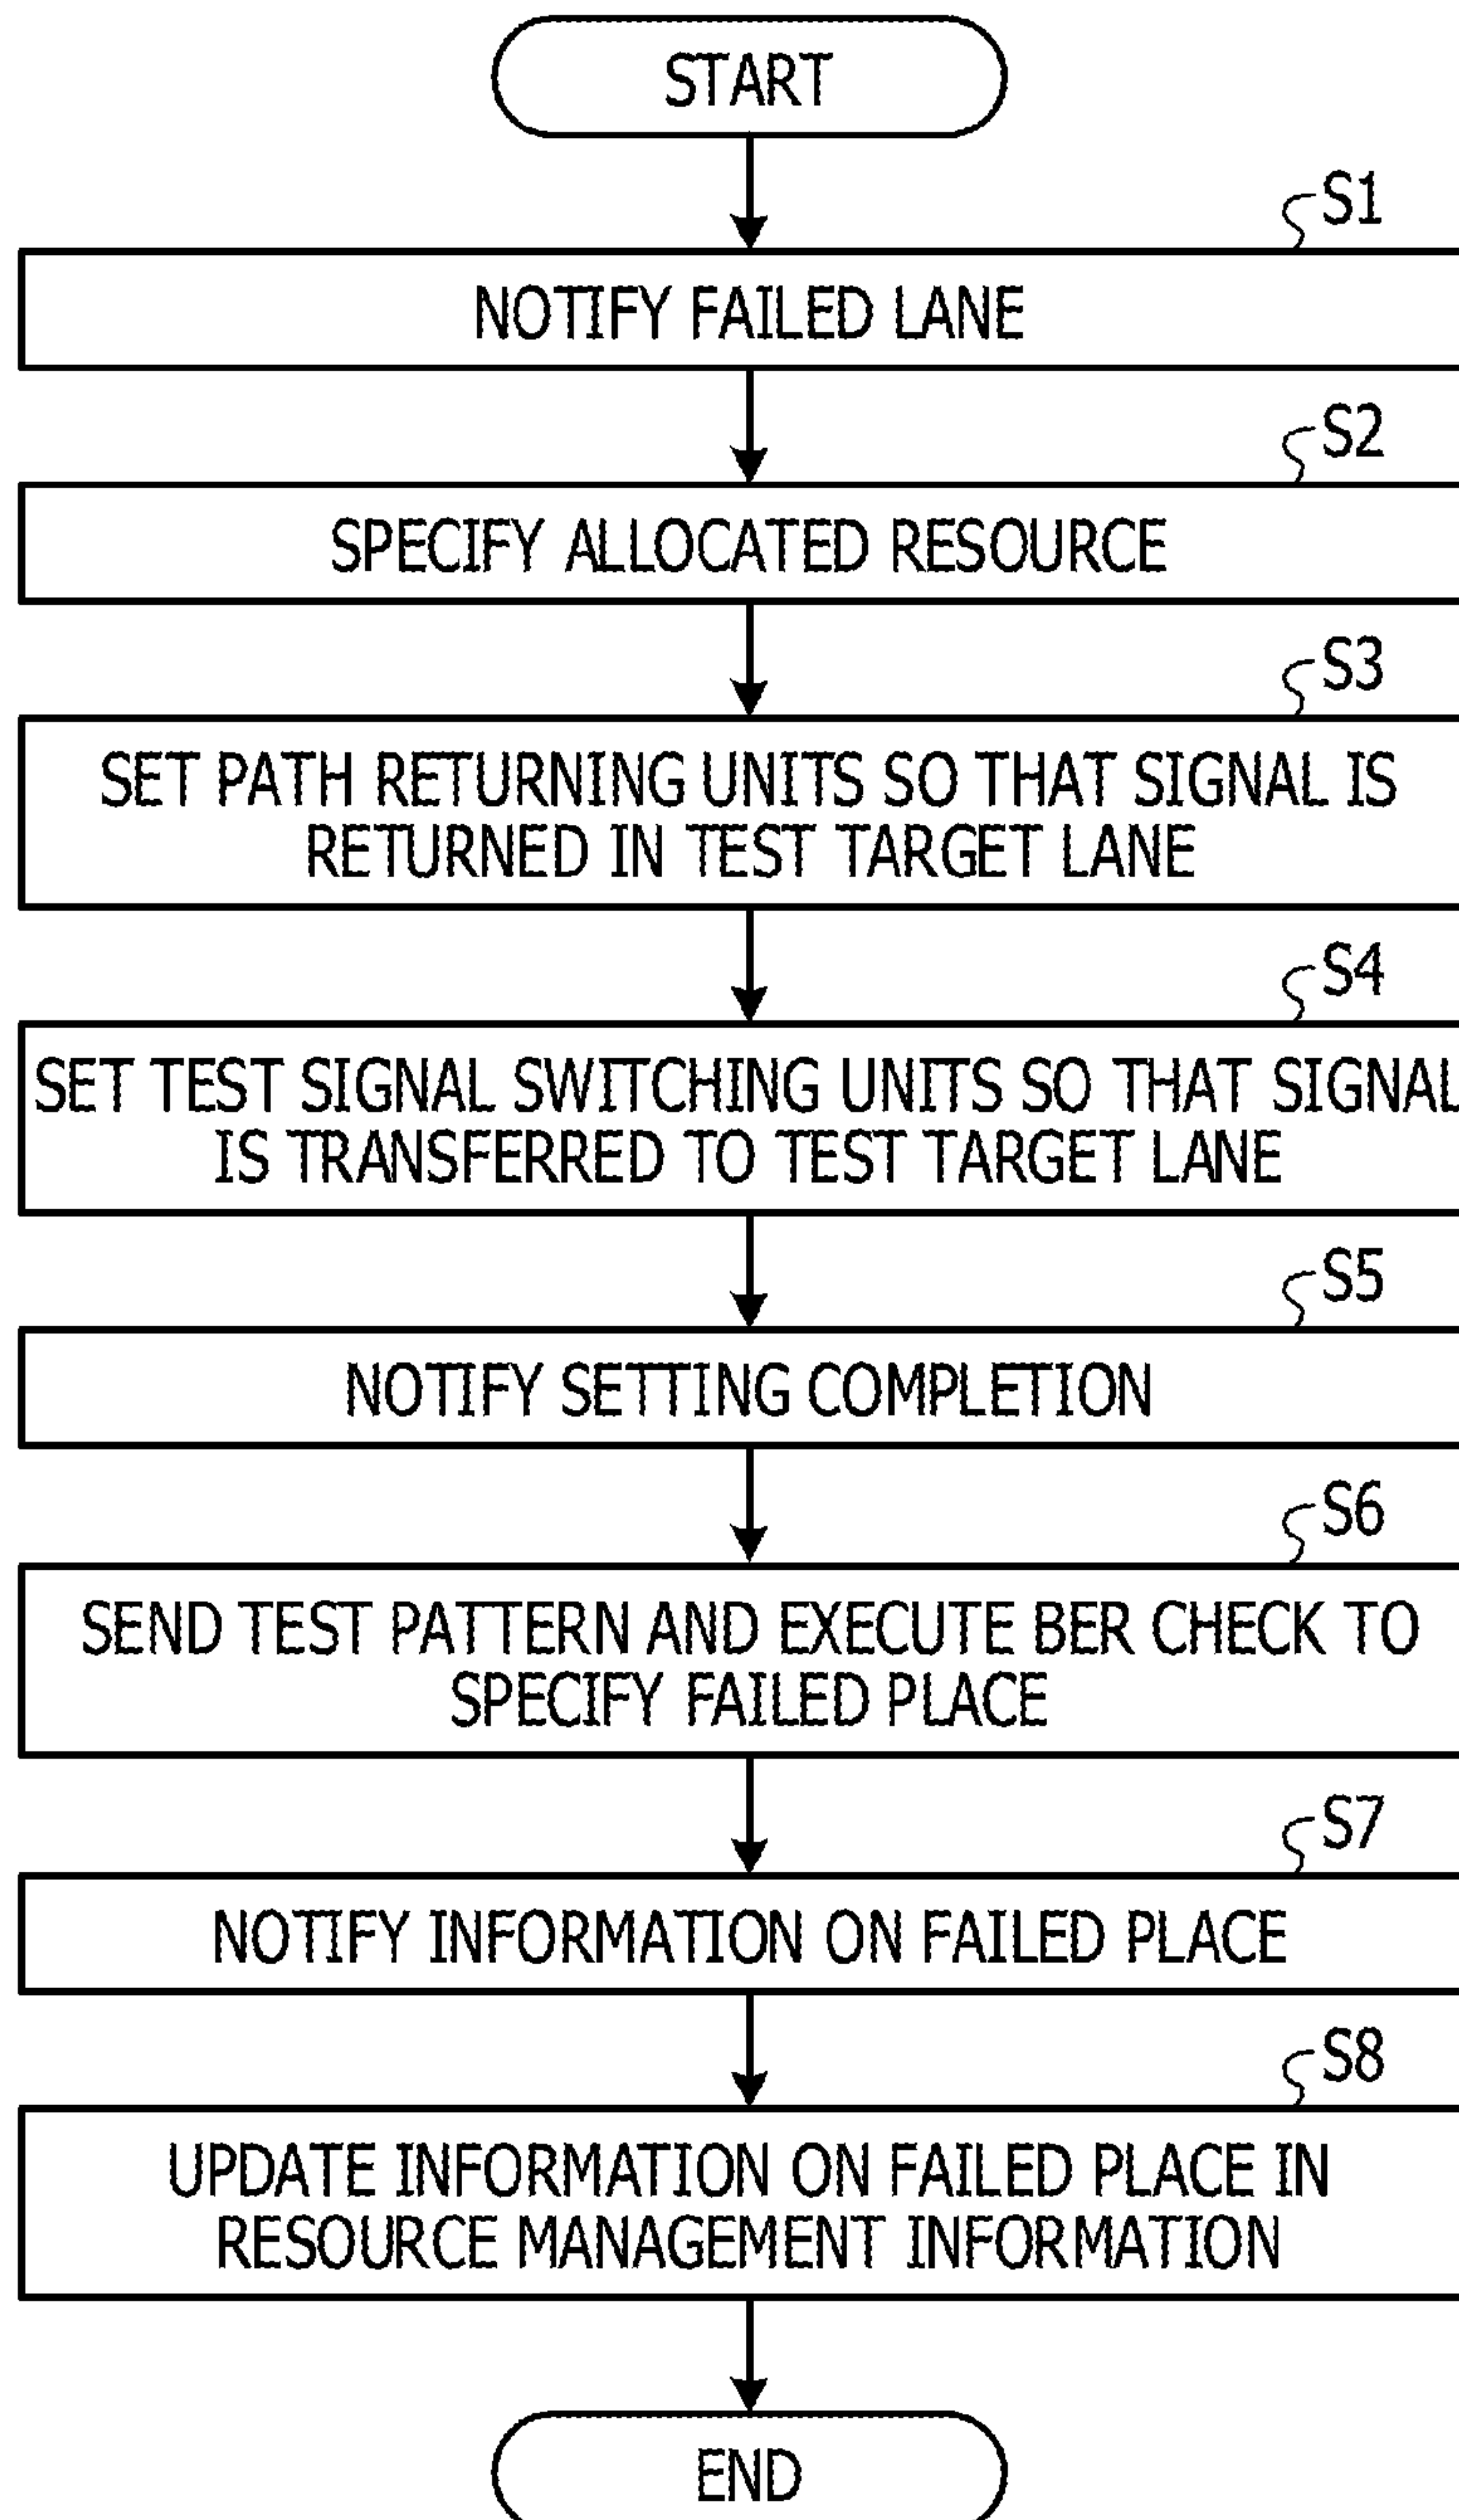 START
S1
NOTIFY FAILED LANE
S2
SPECIFY ALLOCATED RESOURCE
S3
SET PATH RETURNING UNITS SO THAT SIGNAL IS
RETURNED IN TEST TARGET LANE
S4
SET TEST SIGNAL SWITCHING UNITS SO THAT SIGNAL
IS TRANSFERRED TO TEST TARGET LANE
S5
NOTIFY SETTING COMPLETION
S6
SEND TEST PATTERN AND EXECUTE BER CHECK TO
SPECIFY FAILED PLACE
S7
NOTIFY INFORMATION ON FAILED PLACE
S8
UPDATE INFORMATION ON FAILED PLACE IN
RESOURCE MANAGEMENT INFORMATION
END